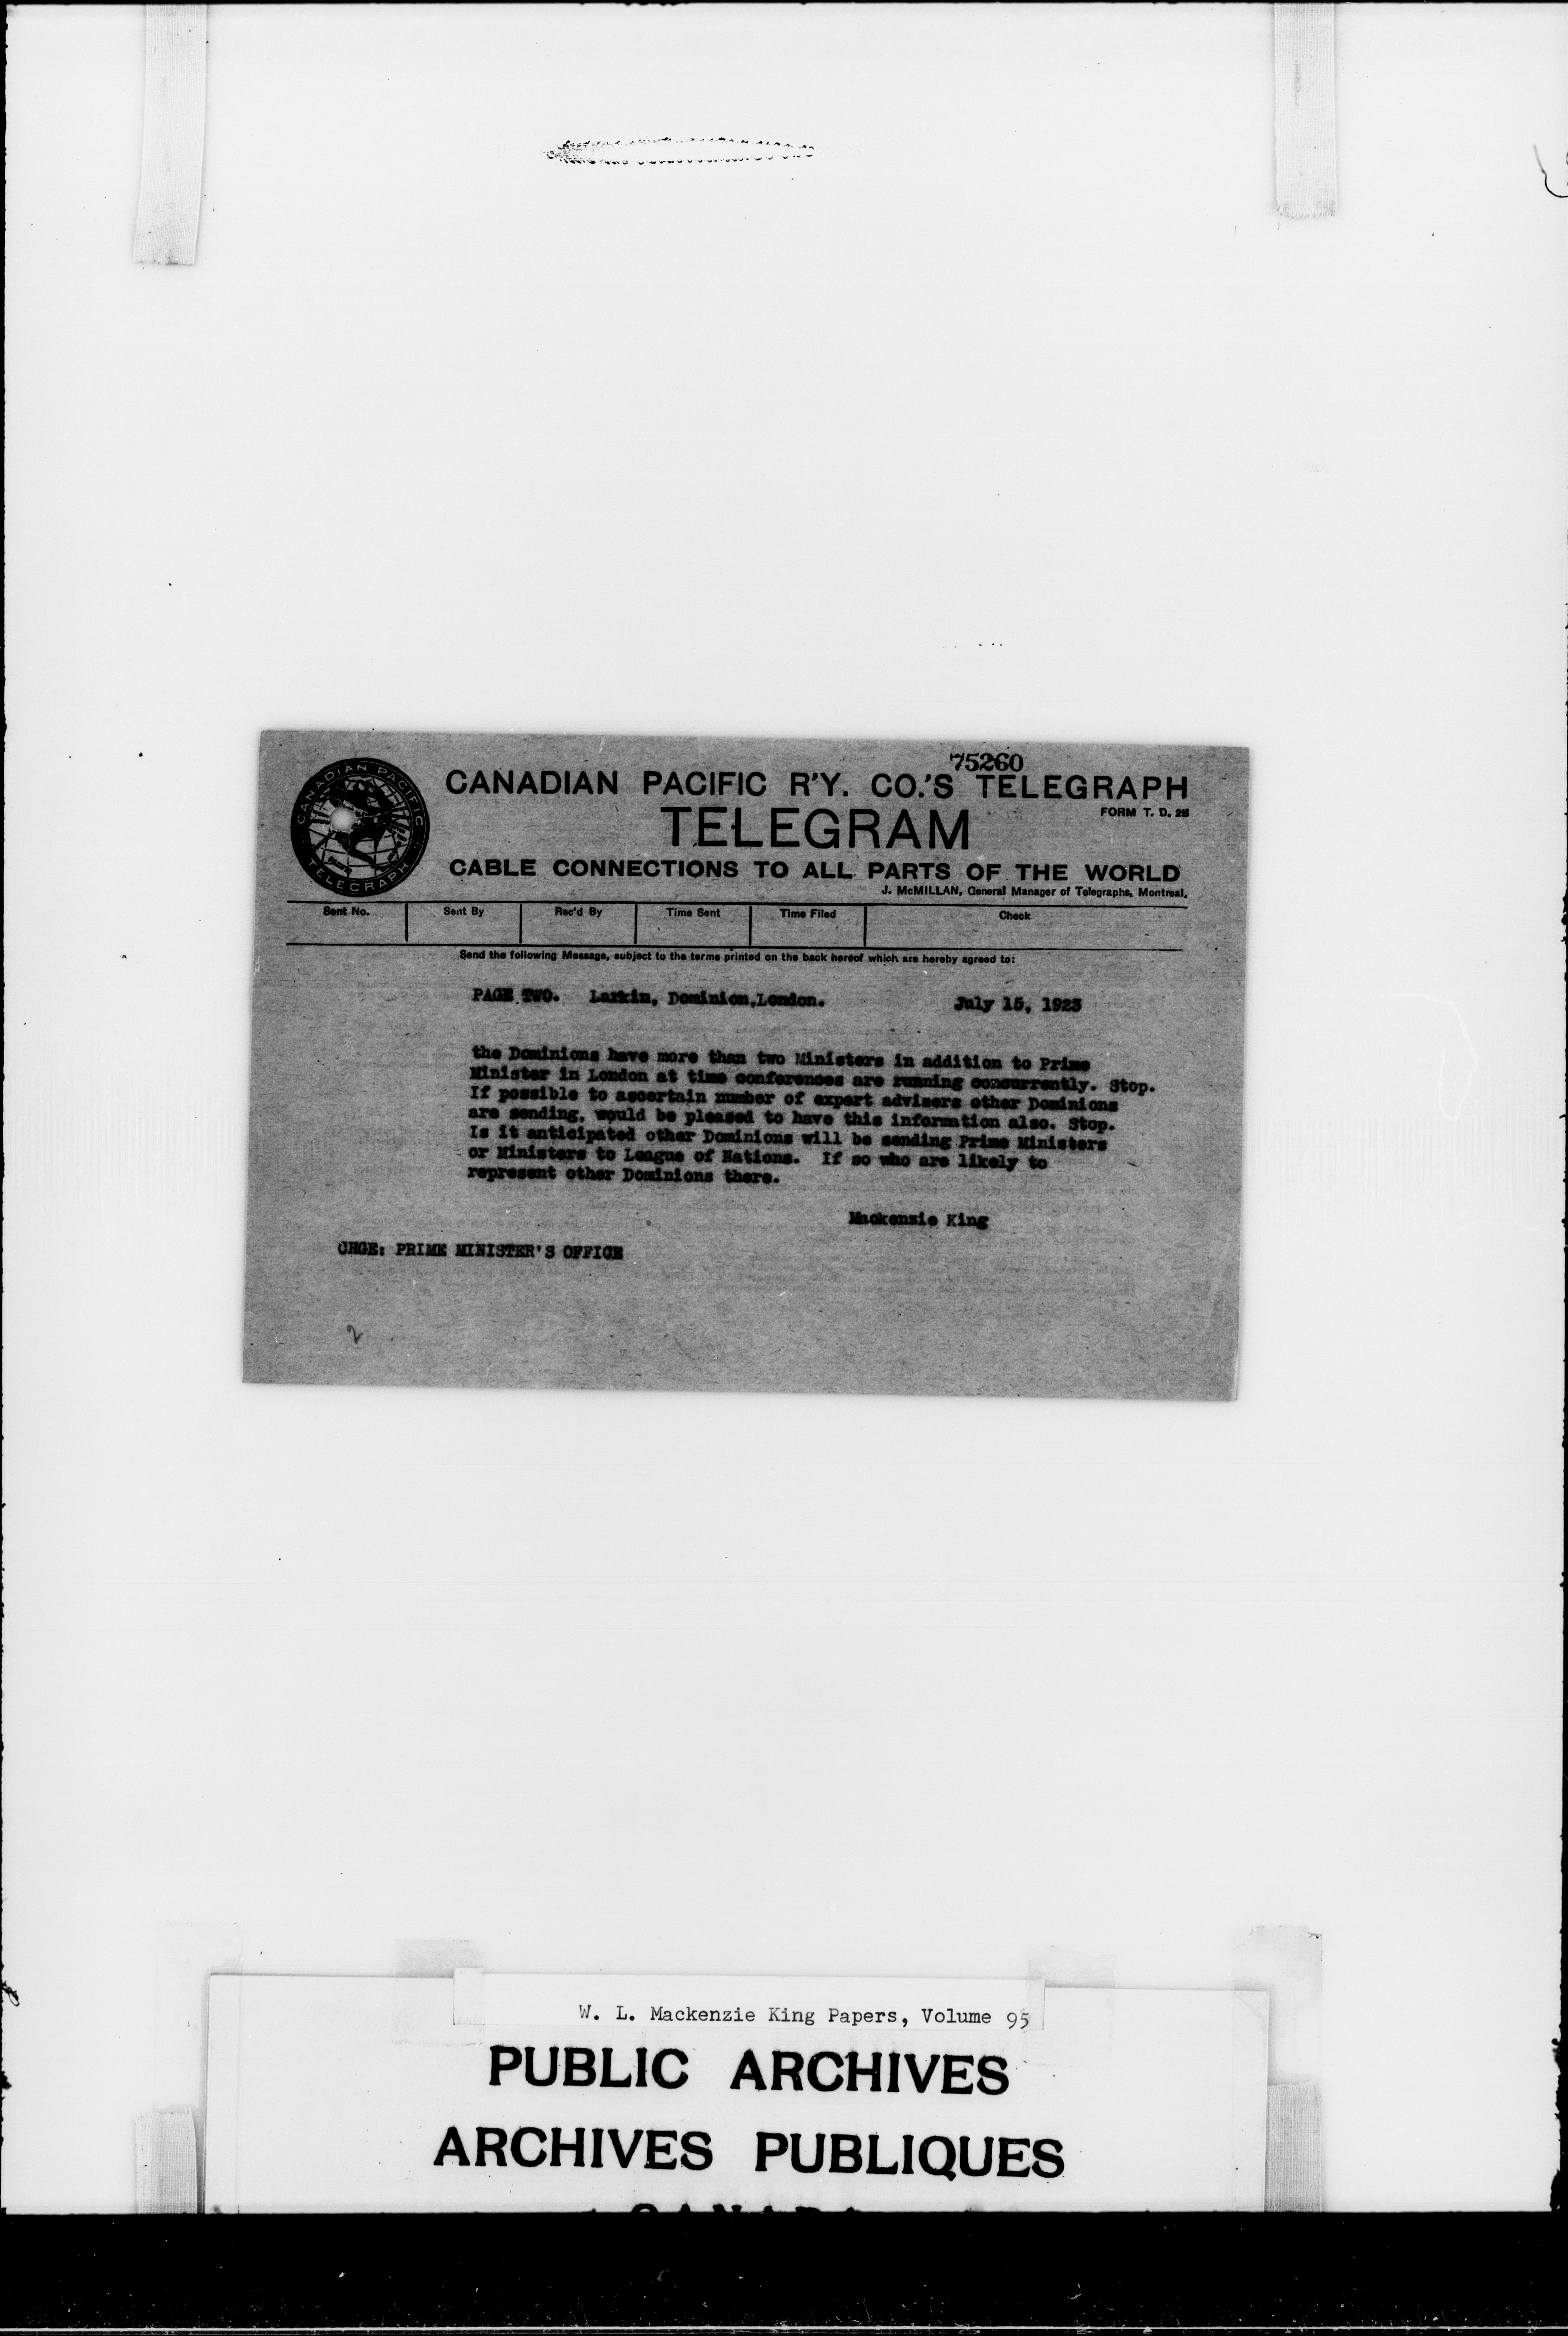 75260
CANADIAN PACIFIC R'Y. CO.'S TELEGRAPH
FORM T. D. 2B
TELEGRAM
CABLE CONNECTIONS TO ALL PARTS OF THE WORLD
J. McMILLAN, General Manager of Telegraphs, Montreal.
CANADIAN PACIFIC
TELEGRAPH
Sent No. Sent By Rec'd By Time Sent Time Filed Check
Send the following Message, subject to the terms printed on the back hereof which are hereby agreed to:
PAGE TWO. Larkin, Dominion,London. July 15, 1923
the Dominions have more than two Ministers in addition to Prime
Minister in London at time conferences are running concurrently. Stop.
If possible to ascertain number of expert advisers other Dominions
are sending, would be pleased to have this information also. Stop.
Is it anticipated other Dominions will be sending Prime Ministers
or Ministers to League of Nations. If so who are likely to
represent other Dominions there.
Mackenzie King
CHGE: PRIME MINISTER'S OFFICE
2
W. L. Mackenzie King Papers, Volume 95
PUBLIC ARCHIVES
ARCHIVES PUBLIQUES
CANADA